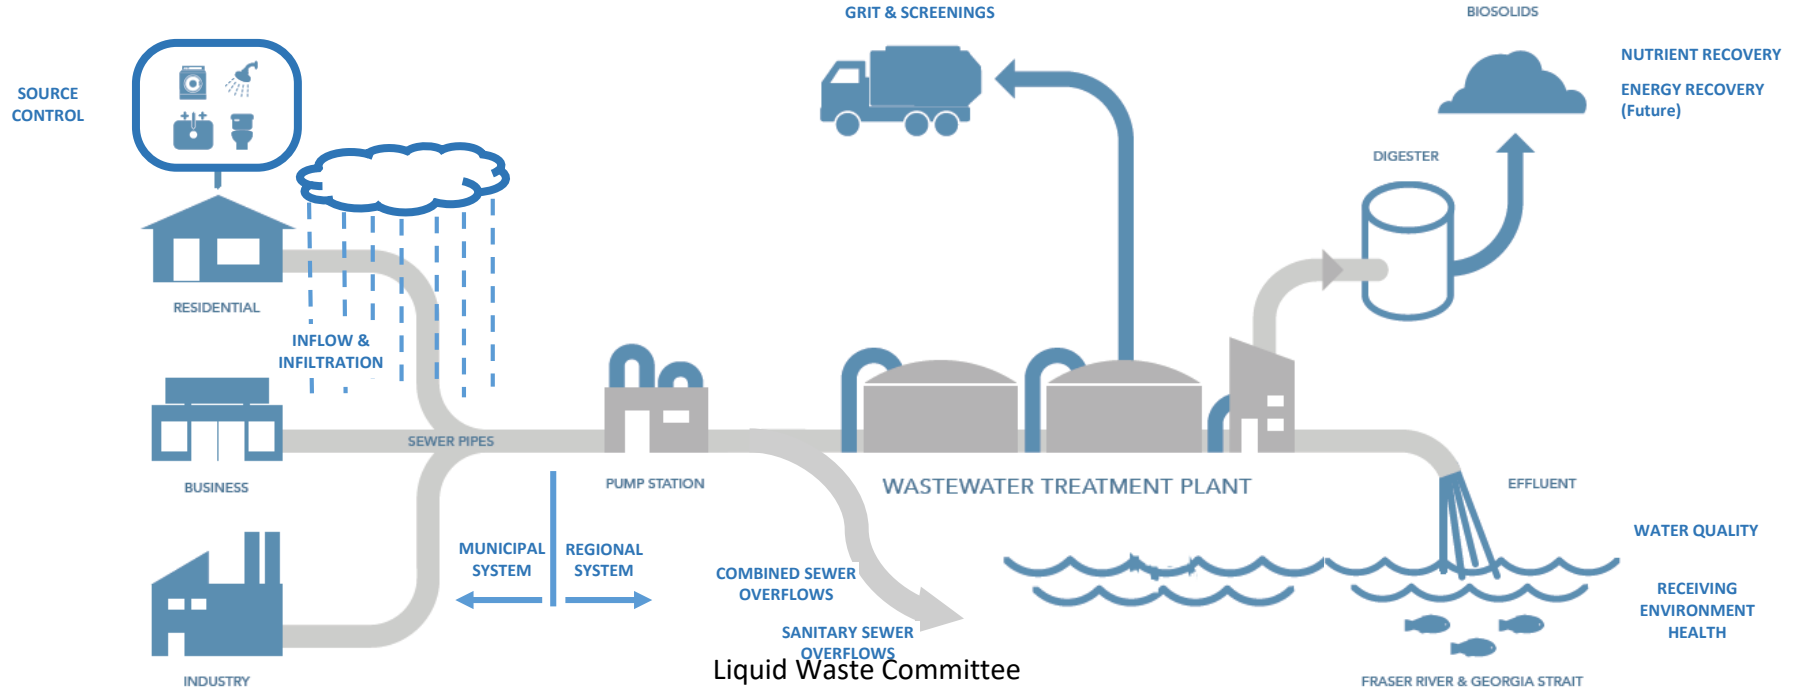 GRIT & SCREENINGS
BIOSOLIDS
NUTRIENT RECOVERY
ENERGY RECOVERY
(Future)
SOURCE
CONTROL
DIGESTER
RESIDENTIAL
INFLOW &
INFILTRATION
SEWER PIPES
BUSINESS
PUMP STATION
WASTEWATER TREATMENT PLANT
EFFLUENT
WATER QUALITY
MUNICIPAL
SYSTEM
REGIONAL
SYSTEM
COMBINED SEWER
OVERFLOWS
RECEIVING
ENVIRONMENT
HEALTH
SANITARY SEWER
OVERFLOWS
Liquid Waste Committee
INDUSTRY
FRASER RIVER & GEORGIA STRAIT